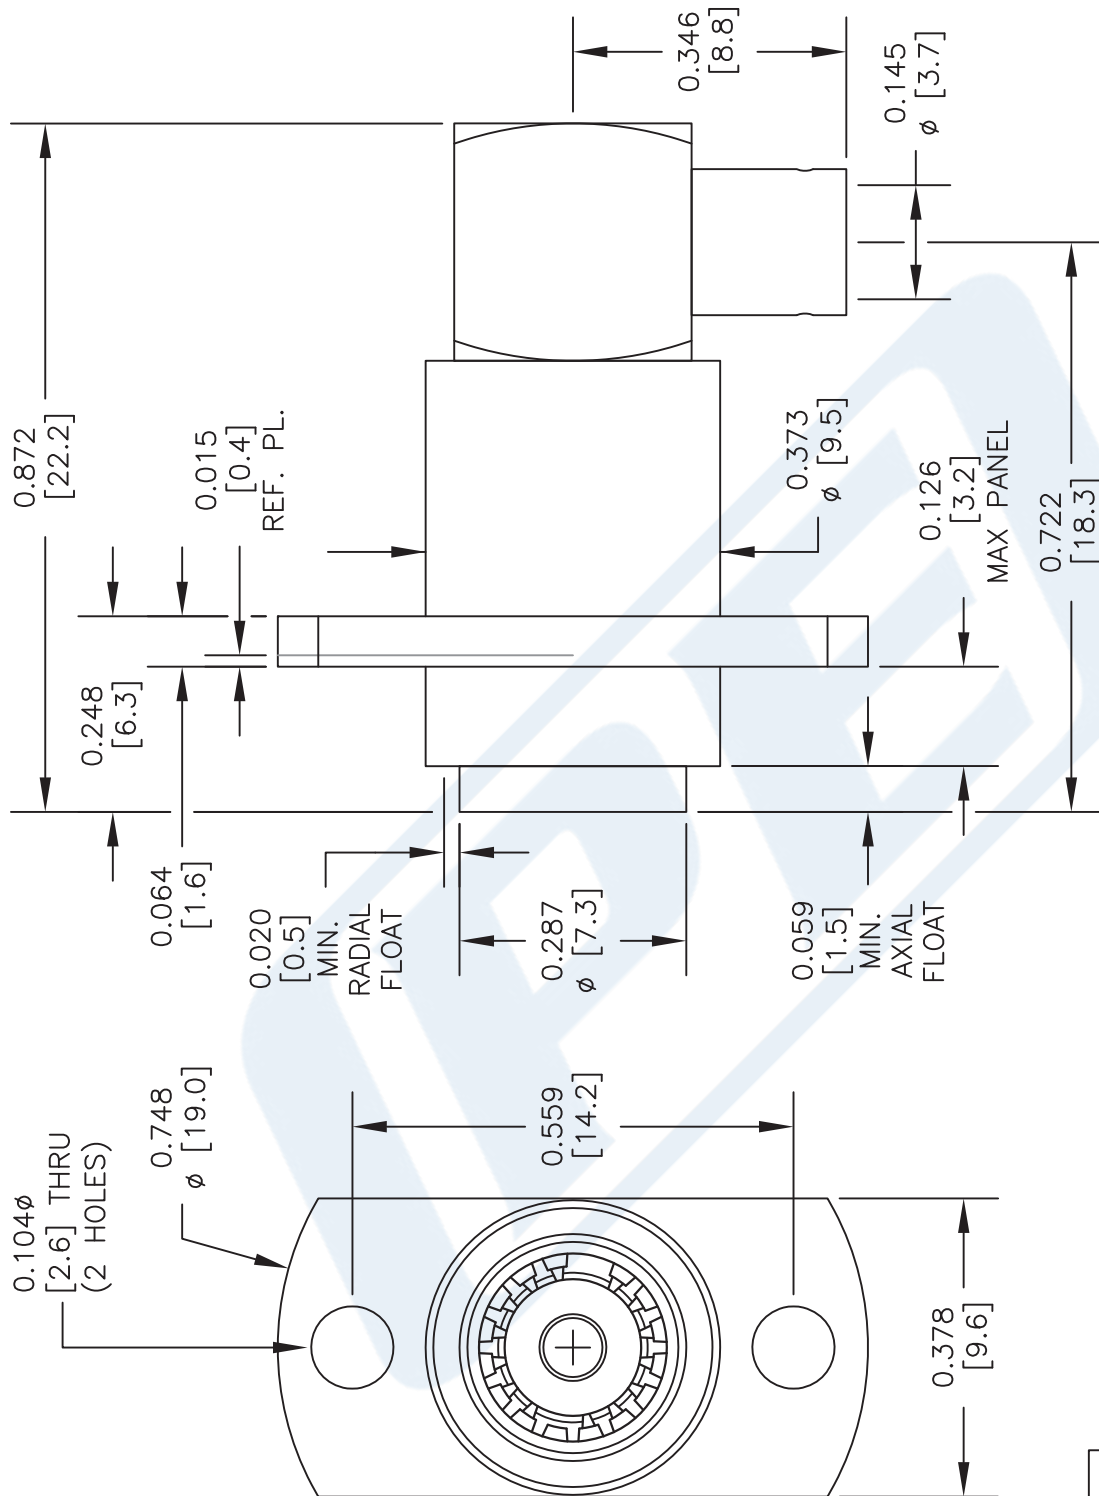 0.104ø
[2.6] THRU
(2 HOLES)
0.748
ø [19.0]
0.559
[14.2]
0.378
[9.6]
0.872
[22.2]
0.248
[6.3]
0.064
[1.6]
0.015
[0.4]
REF. PL.
0.020
[0.5]
MIN.
RADIAL
FLOAT
0.287
ø [7.3]
0.059
[1.5]
MIN.
AXIAL
FLOAT
0.373
ø [9.5]
0.126
[3.2]
MAX PANEL
0.722
[18.3]
0.346
[8.8]
0.145
ø [3.7]
PE